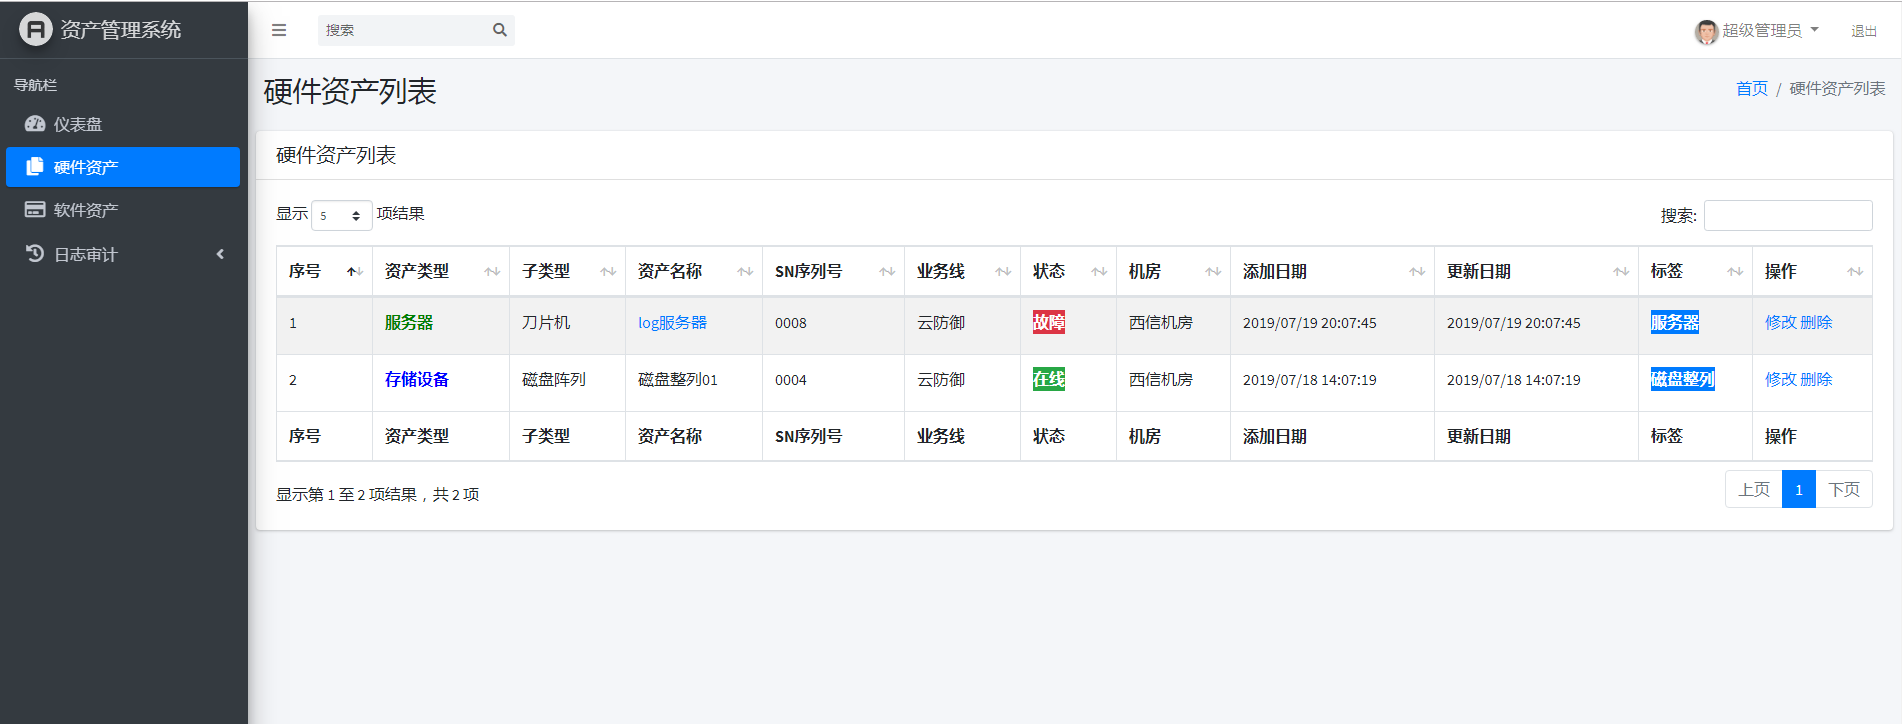 资产管理系统
搜索
超级管理员
退出
导航栏
仪表盘
硬件资产
软件资产
日志审计
硬件资产列表
首页 / 硬件资产列表
硬件资产列表
显示 5 项结果
搜索:
序号 资产类型 子类型 资产名称 SN序列号 业务线 状态 机房 添加日期 更新日期 标签 操作
1 服务器 刀片机 log服务器 0008 云防御 故障 西信机房 2019/07/19 20:07:45 2019/07/19 20:07:45 服务器 修改 删除
2 存储设备 磁盘阵列 磁盘整列01 0004 云防御 在线 西信机房 2019/07/18 14:07:19 2019/07/18 14:07:19 磁盘整列 修改 删除
序号 资产类型 子类型 资产名称 SN序列号 业务线 状态 机房 添加日期 更新日期 标签 操作
显示第 1 至 2 项结果，共 2 项
上页 1 下页